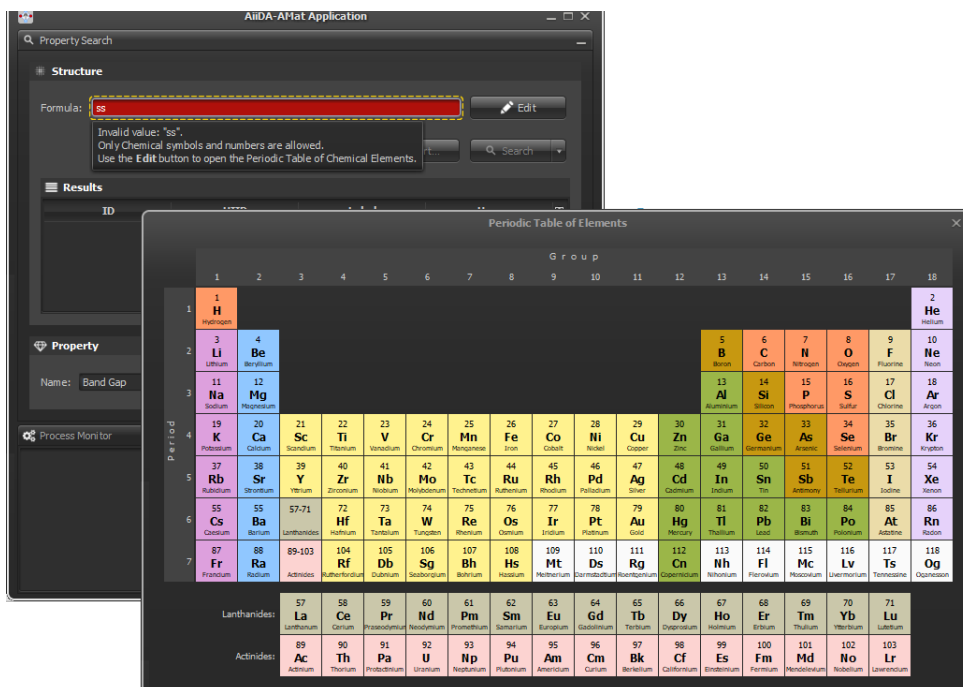 AiiDA-AMat Application
Property Search
Structure
Formula: ss Edit
Invalid value: "ss".
Only Chemical symbols and numbers are allowed.
Use the Edit button to open the Periodic Table of Chemical Elements.
Search
Results
ID
Property
Name: Band Gap
Process Monitor
Periodic Table of Elements
Group
1 2 3 4 5 6 7 8 9 10 11 12 13 14 15 16 17 18
Period
1
1 2
H He
Hydrogen Helium
2
3 4 5 6 7 8 9 10
Li Be B C N O F Ne
Lithium Beryllium Boron Carbon Nitrogen Oxygen Fluorine Neon
3
11 12 13 14 15 16 17 18
Na Mg Al Si P S Cl Ar
Sodium Magnesium Aluminium Silicon Phosphorus Sulfur Chlorine Argon
4
19 20 21 22 23 24 25 26 27 28 29 30 31 32 33 34 35 36
K Ca Sc Ti V Cr Mn Fe Co Ni Cu Zn Ga Ge As Se Br Kr
Potassium Calcium Scandium Titanium Vanadium Chromium Manganese Iron Cobalt Nickel Copper Zinc Gallium Germanium Arsenic Selenium Bromine Krypton
5
37 38 39 40 41 42 43 44 45 46 47 48 49 50 51 52 53 54
Rb Sr Y Zr Nb Mo Tc Ru Rh Pd Ag Cd In Sn Sb Te I Xe
Rubidium Strontium Yttrium Zirconium Niobium Molybdenum Technetium Ruthenium Rhodium Palladium Silver Cadmium Indium Tin Antimony Tellurium Iodine Xenon
6
55 56 57-71 72 73 74 75 76 77 78 79 80 81 82 83 84 85 86
Cs Ba Hf Ta W Re Os Ir Pt Au Hg Tl Pb Bi Po At Rn
Caesium Barium Lanthanides Hafnium Tantalum Tungsten Rhenium Osmium Iridium Platinum Gold Mercury Thallium Lead Bismuth Polonium Astatine Radon
7
87 88 89-103 104 105 106 107 108 109 110 111 112 113 114 115 116 117 118
Fr Ra Rf Db Sg Bh Hs Mt Ds Rg Cn Nh Fl Mc Lv Ts Og
Francium Radium Actinides Rutherfordium Dubnium Seaborgium Bohrium Hassium Meitnerium Darmstadtium Roentgenium Copernicium Nihonium Flerovium Moscovium Livermorium Tennessine Oganesson
Lanthanides:
57 58 59 60 61 62 63 64 65 66 67 68 69 70 71
La Ce Pr Nd Pm Sm Eu Gd Tb Dy Ho Er Tm Yb Lu
Lanthanum Cerium Praseodymium Neodymium Promethium Samarium Europium Gadolinium Terbium Dysprosium Holmium Erbium Thulium Ytterbium Lutetium
Actinides:
89 90 91 92 93 94 95 96 97 98 99 100 101 102 103
Ac Th Pa U Np Pu Am Cm Bk Cf Es Fm Md No Lr
Actinium Thorium Protactinium Uranium Neptunium Plutonium Americium Curium Berkelium Californium Einsteinium Fermium Mendelevium Nobelium Lawrencium